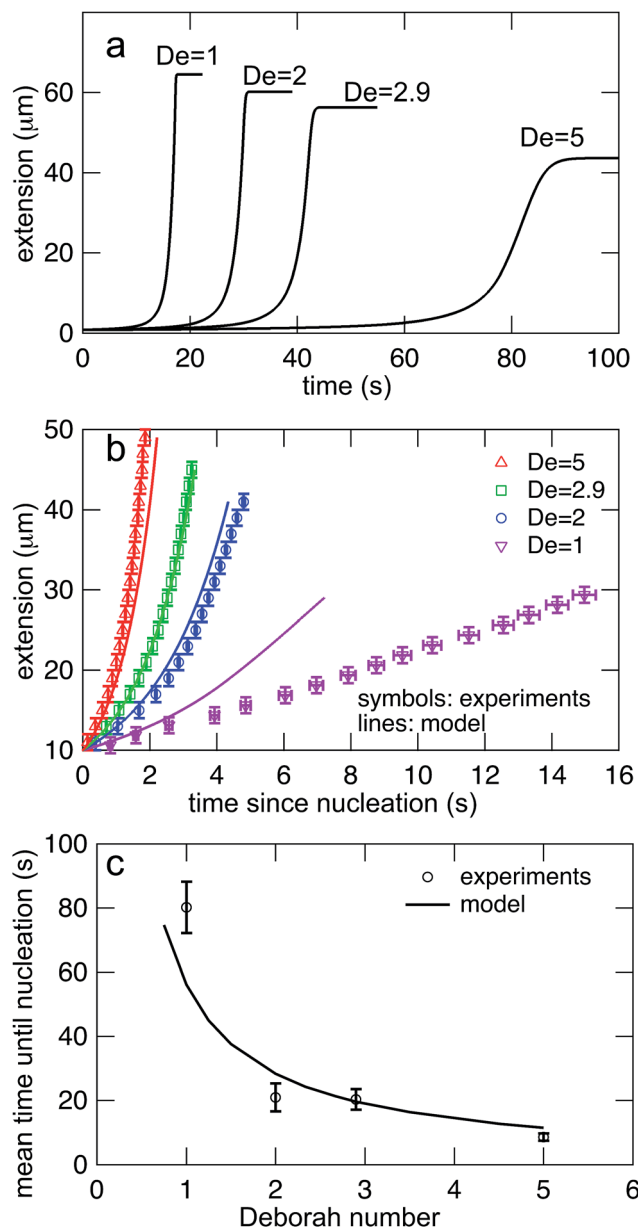 a
De=1
De=2
De=2.9
De=5
extension (μm)
60
40
20
0
0
20
40
60
80
100
time (s)
b
50
40
30
20
10
extension (μm)
De=5
De=2.9
De=2
De=1
symbols: experiments
lines: model
0
2
4
6
8
10
12
14
16
time since nucleation (s)
c
100
80
60
40
20
0
mean time until nucleation (s)
experiments
model
0
1
2
3
4
5
6
Deborah number